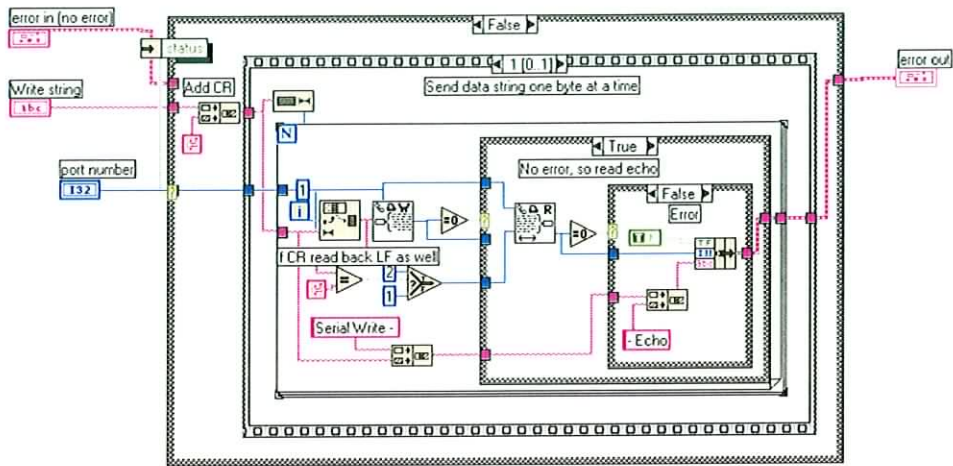 error in (no error)
False
status
error out
1 [0..1]
Write string
Add CR
Send data string one byte at a time
abc
N
True
port number
No error, so read echo
I32
1
False
i
W
R
Error
=0
=0
f CR read back LF as well
T F
2
=
1
Serial Write -
- Echo